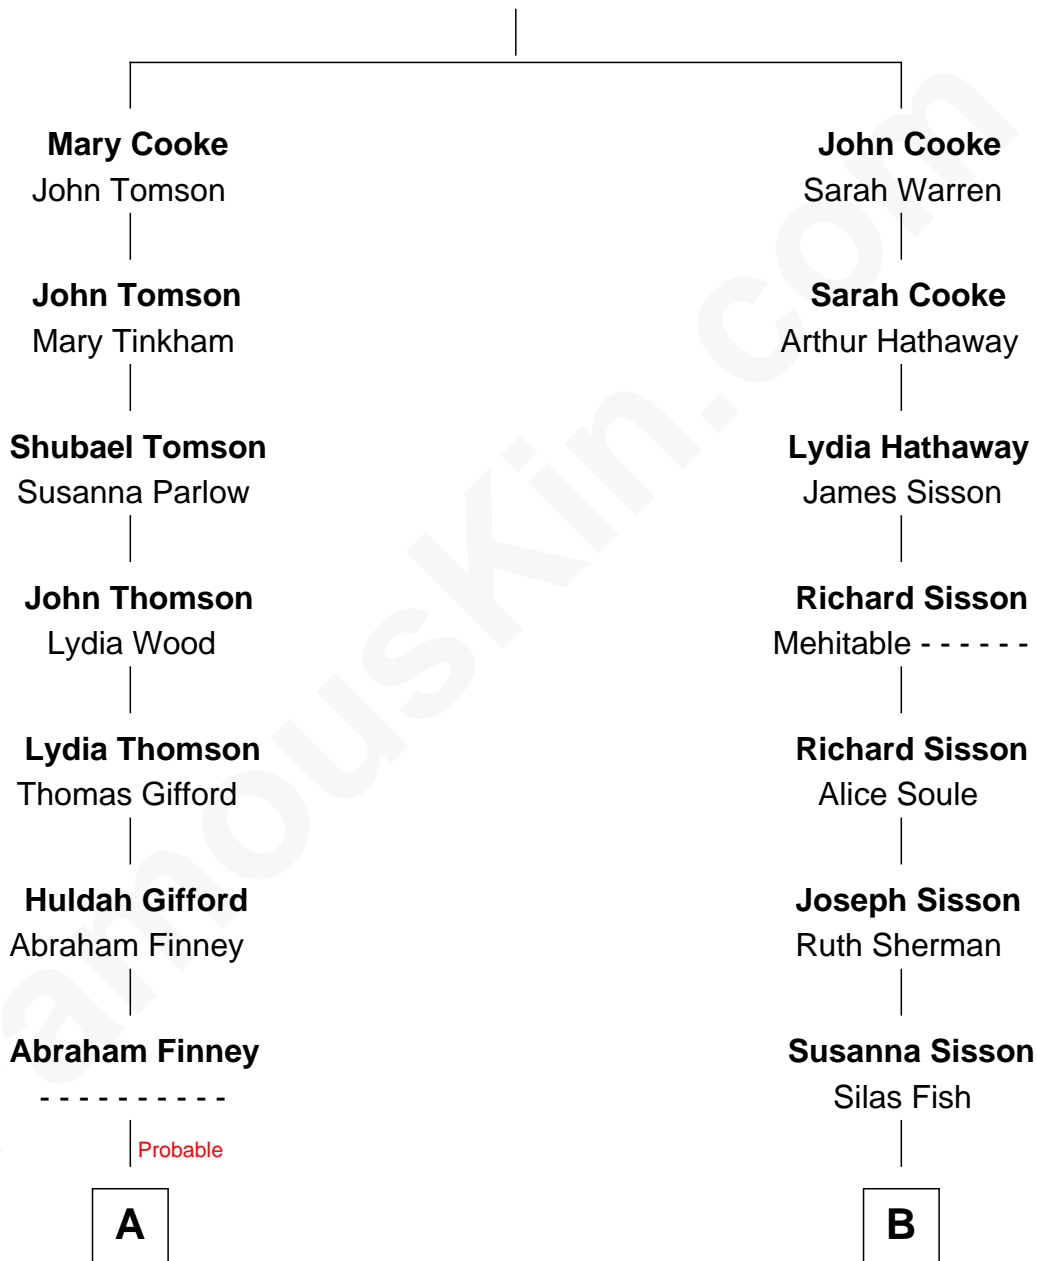 Mary Cooke
John Tomson
John Cooke
Sarah Warren
John Tomson
Mary Tinkham
Sarah Cooke
Arthur Hathaway
Shubael Tomson
Susanna Parlow
Lydia Hathaway
James Sisson
John Thomson
Lydia Wood
Richard Sisson
Mehitable - - - - - -
Lydia Thomson
Thomas Gifford
Richard Sisson
Alice Soule
Huldah Gifford
Abraham Finney
Joseph Sisson
Ruth Sherman
Abraham Finney
- - - - - - - - - -
Susanna Sisson
Silas Fish
Probable
A
B
amousKin.com